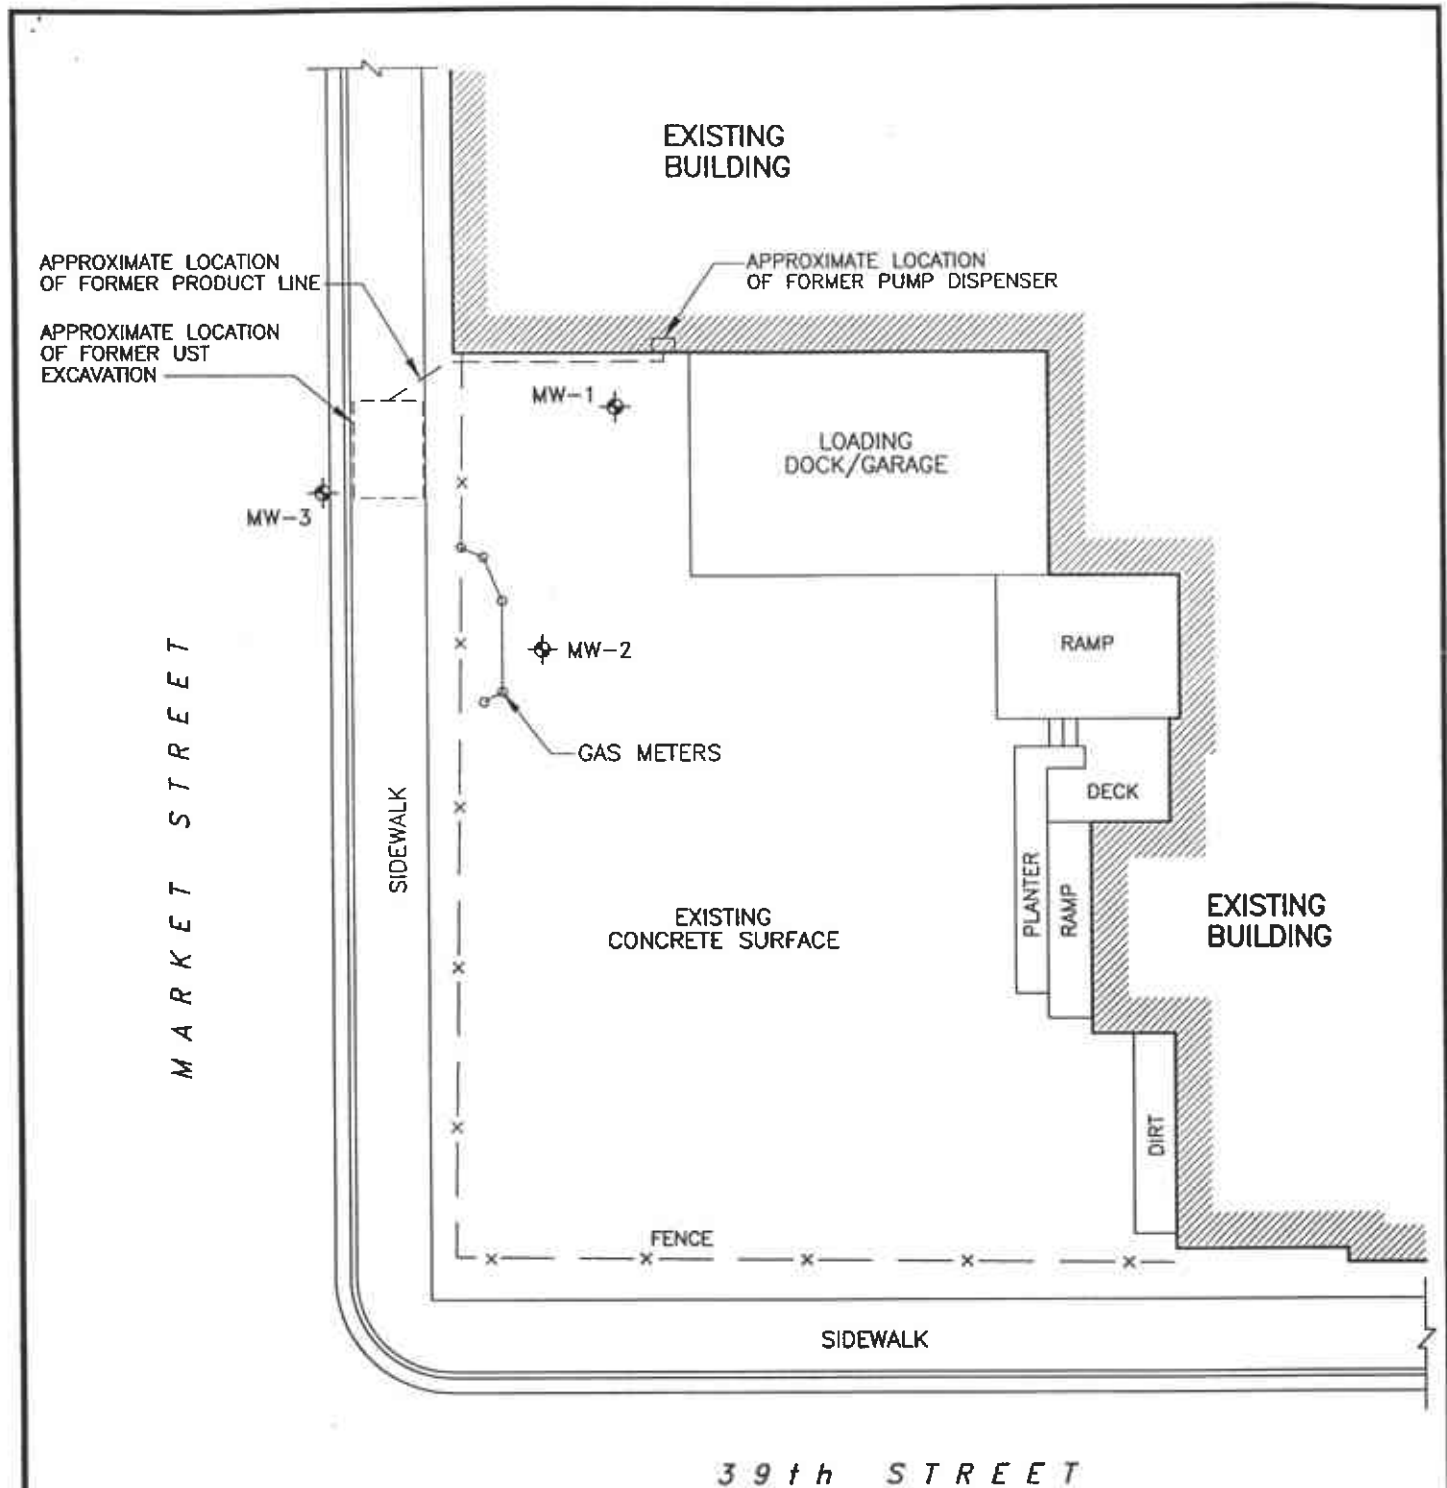 EXISTING
BUILDING
APPROXIMATE LOCATION
OF FORMER PRODUCT LINE
APPROXIMATE LOCATION
OF FORMER PUMP DISPENSER
APPROXIMATE LOCATION
OF FORMER UST
EXCAVATION
MW-1
LOADING
DOCK/GARAGE
MW-3
MW-2
RAMP
GAS METERS
DECK
MARKET STREET
SIDEWALK
PLANTER
RAMP
EXISTING
CONCRETE SURFACE
EXISTING
BUILDING
DIRT
FENCE
SIDEWALK
39th STREET